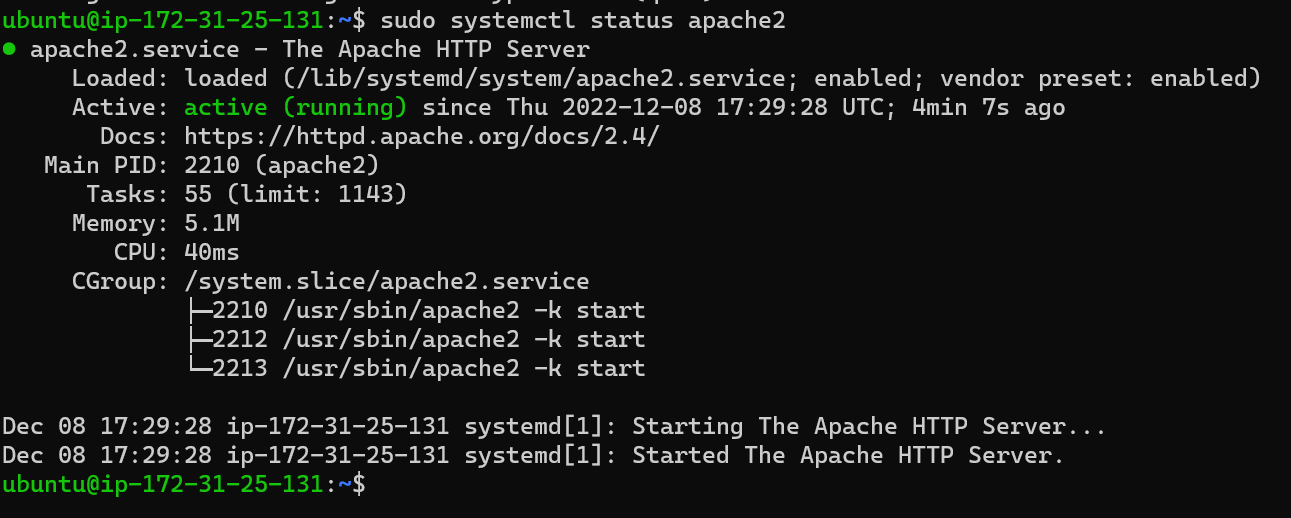 ubuntu@ip-172-31-25-131:~$ sudo systemctl status apache2
● apache2.service - The Apache HTTP Server
     Loaded: loaded (/lib/systemd/system/apache2.service; enabled; vendor preset: enabled)
     Active: active (running) since Thu 2022-12-08 17:29:28 UTC; 4min 7s ago
       Docs: https://httpd.apache.org/docs/2.4/
   Main PID: 2210 (apache2)
      Tasks: 55 (limit: 1143)
     Memory: 5.1M
        CPU: 40ms
     CGroup: /system.slice/apache2.service
             ├─2210 /usr/sbin/apache2 -k start
             ├─2212 /usr/sbin/apache2 -k start
             └─2213 /usr/sbin/apache2 -k start

Dec 08 17:29:28 ip-172-31-25-131 systemd[1]: Starting The Apache HTTP Server...
Dec 08 17:29:28 ip-172-31-25-131 systemd[1]: Started The Apache HTTP Server.
ubuntu@ip-172-31-25-131:~$